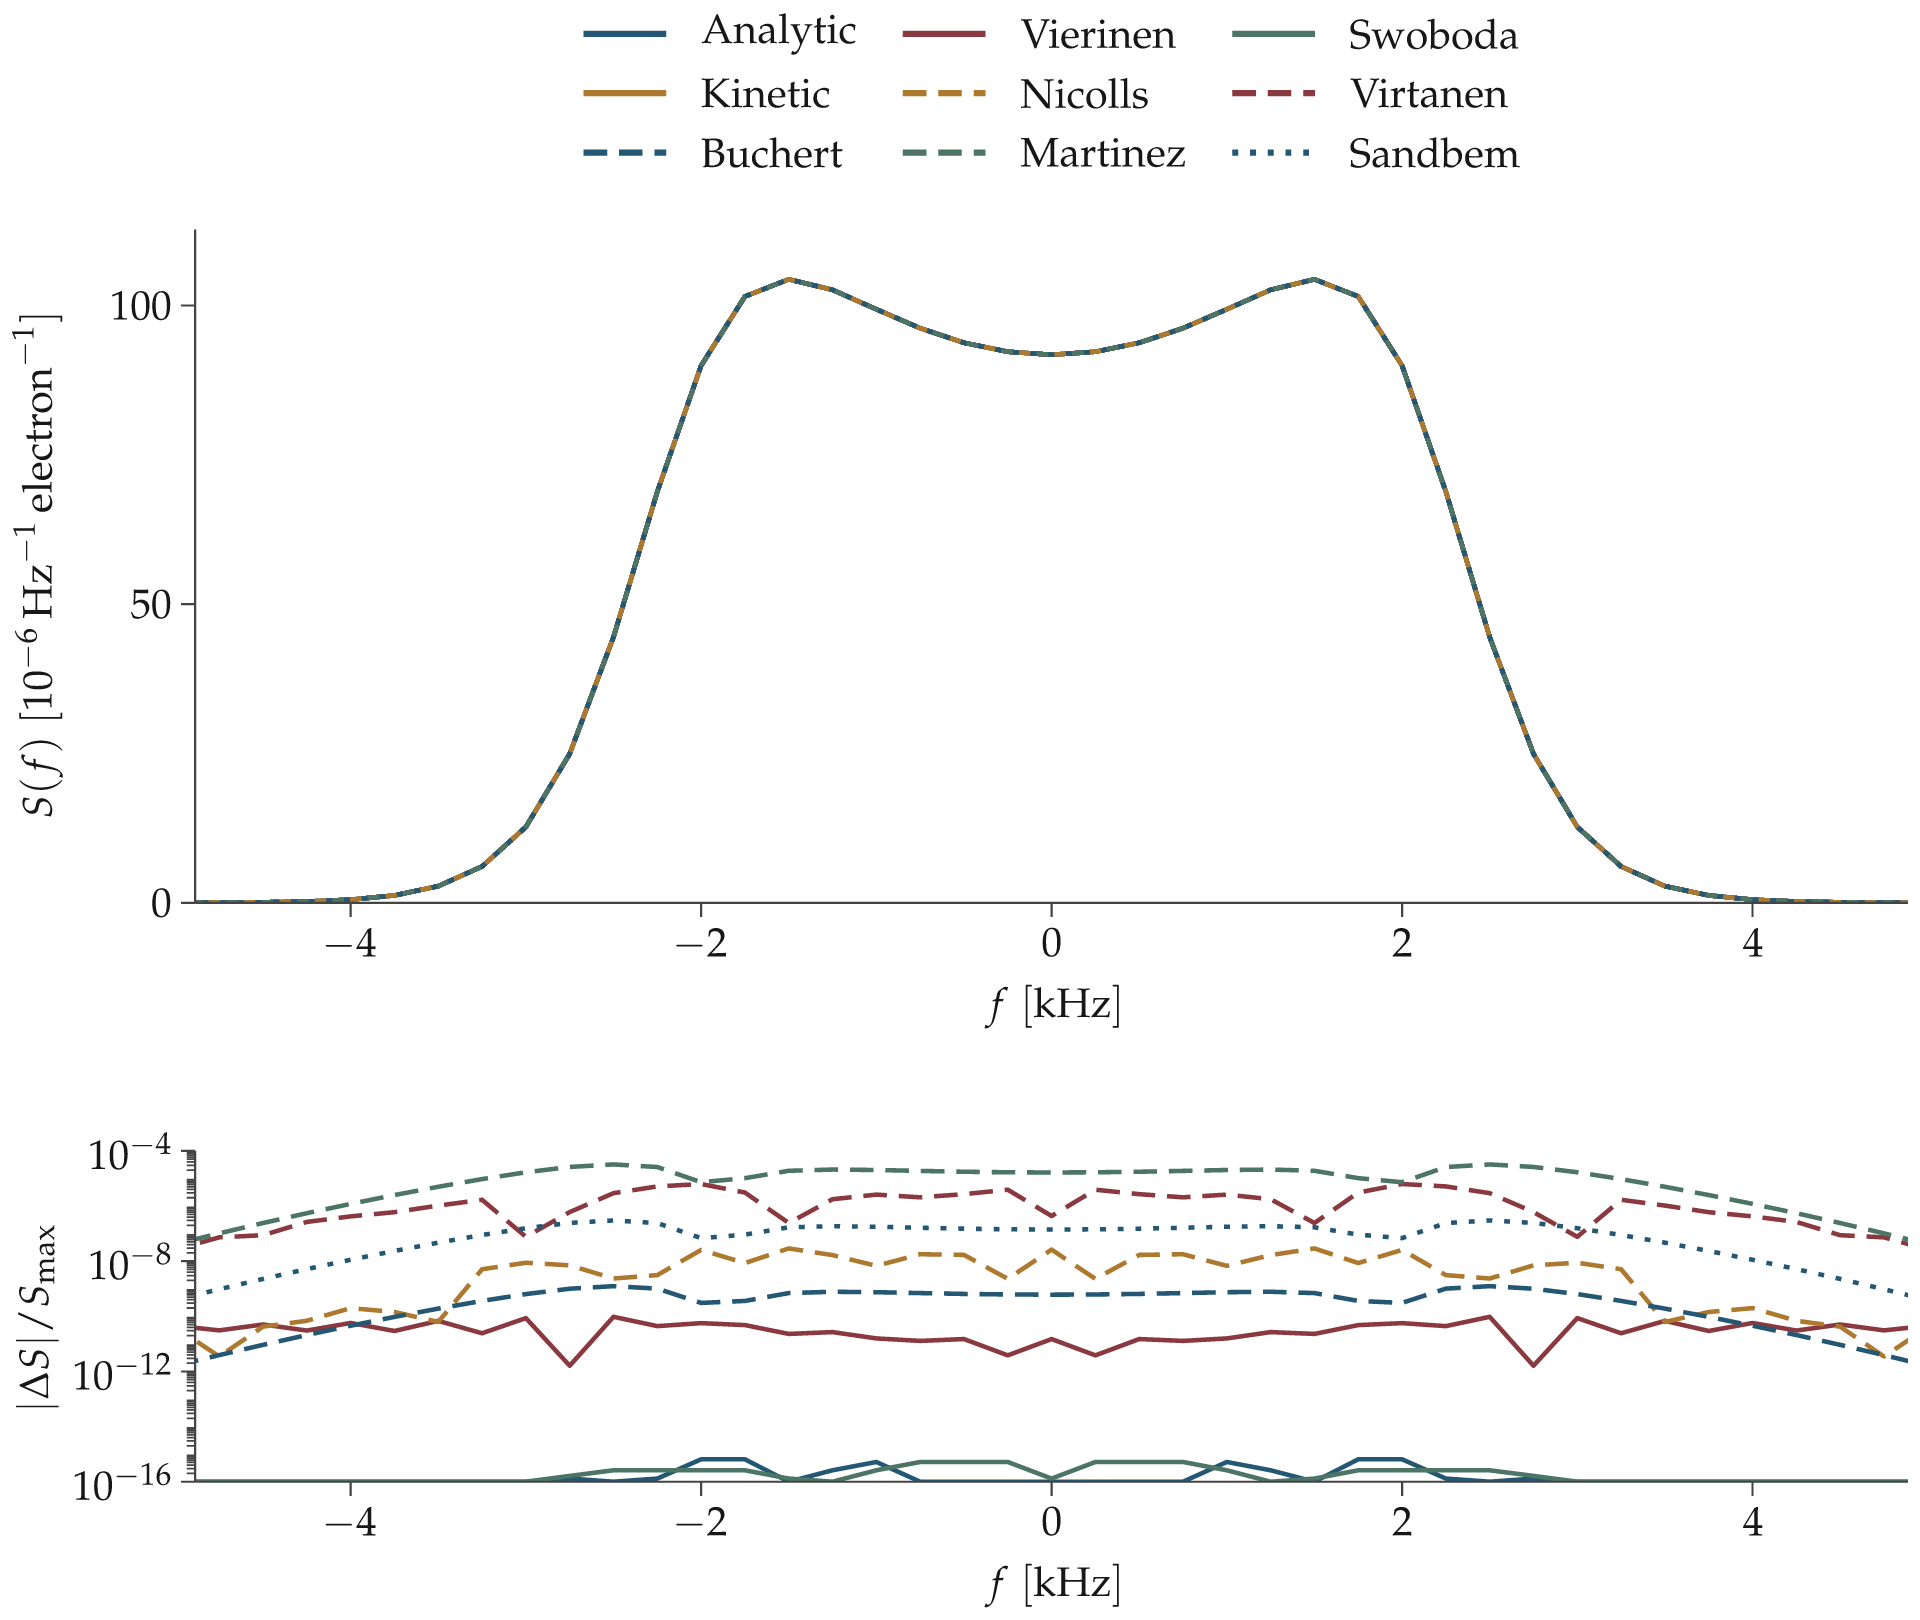 Analytic Vierinen Swoboda
Kinetic Nicolls Virtanen
Buchert Martinez Sandbem
S(f) [10⁻⁶ Hz⁻¹ electron⁻¹]
100
50
0
−4 −2 0 2 4
f [kHz]
|ΔS| / Smax
10⁻⁴
10⁻⁸
10⁻¹²
10⁻¹⁶
−4 −2 0 2 4
f [kHz]